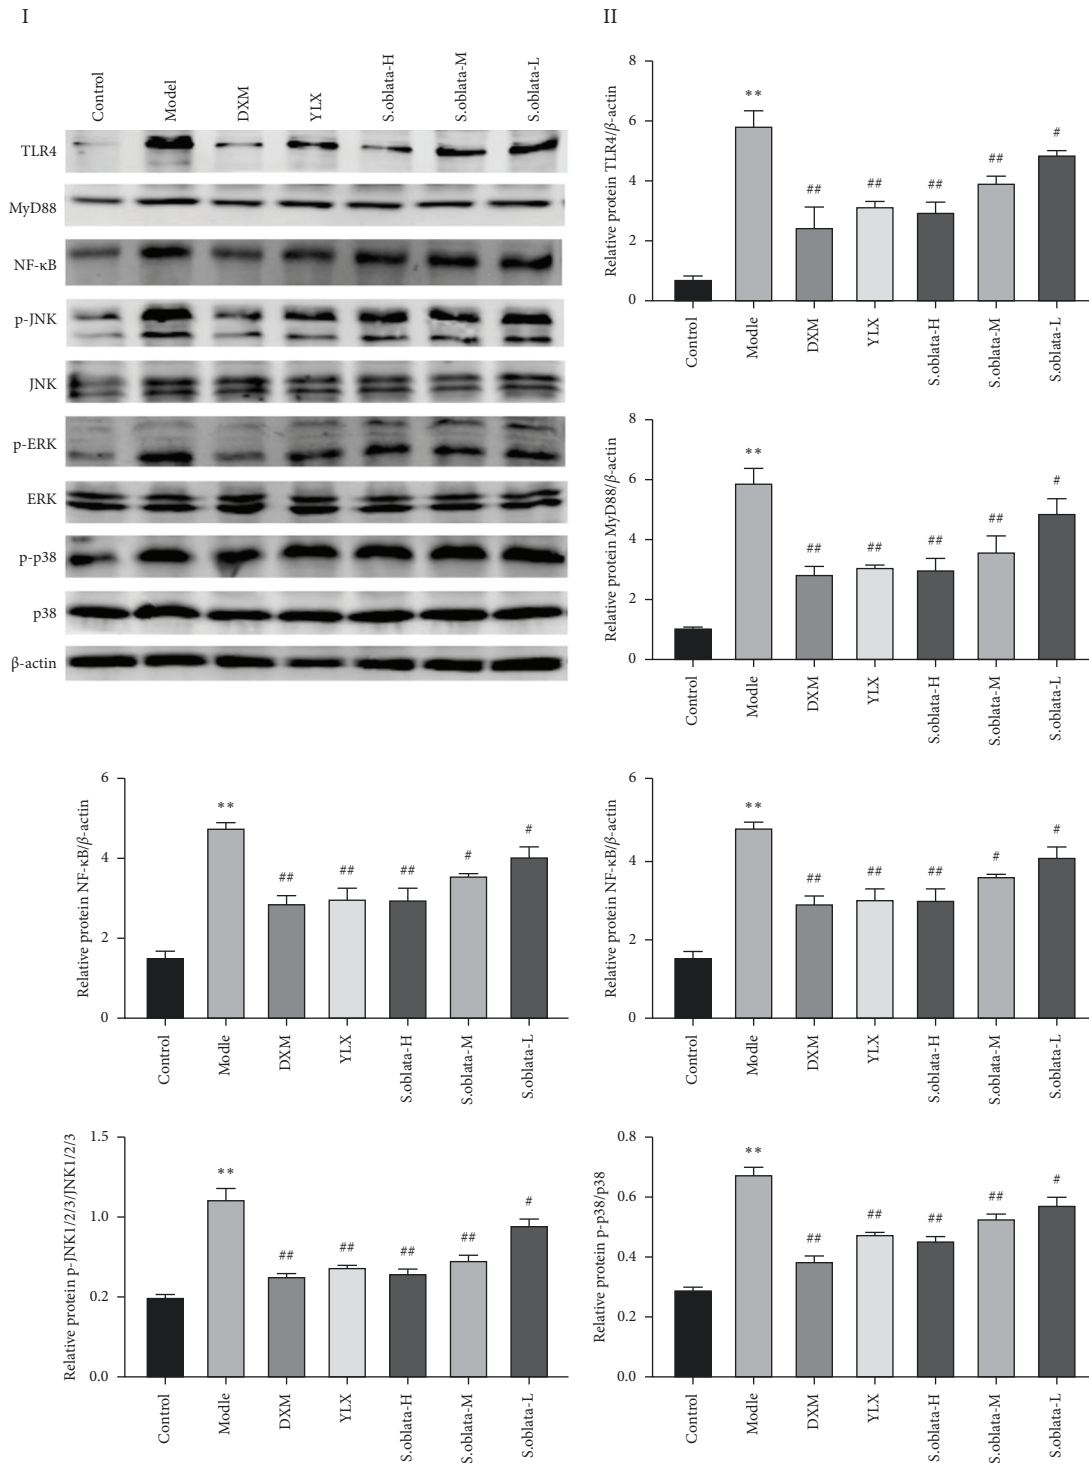 I
Control
Model
DXM
YLX
S.oblata-H
S.oblata-M
S.oblata-L
TLR4
MyD88
NF-κB
p-JNK
JNK
p-ERK
ERK
p-p38
p38
β-actin
II
Relative protein TLR4/β-actin
8
6
4
2
0
**
##
##
##
##
#
Control
Modle
DXM
YLX
S.oblata-H
S.oblata-M
S.oblata-L
Relative protein MyD88/β-actin
8
6
4
2
0
**
##
##
##
##
#
Control
Modle
DXM
YLX
S.oblata-H
S.oblata-M
S.oblata-L
Relative protein NF-κB/β-actin
6
4
2
0
**
##
##
##
#
#
Control
Modle
DXM
YLX
S.oblata-H
S.oblata-M
S.oblata-L
Relative protein NF-κB/β-actin
6
4
2
0
**
##
##
##
#
#
Control
Modle
DXM
YLX
S.oblata-H
S.oblata-M
S.oblata-L
Relative protein p-JNK1/2/3/JNK1/2/3
1.5
1.0
0.2
0.0
**
##
##
##
##
#
Control
Modle
DXM
YLX
S.oblata-H
S.oblata-M
S.oblata-L
Relative protein p-p38/p38
0.8
0.6
0.4
0.2
0.0
**
##
##
##
##
#
Control
Modle
DXM
YLX
S.oblata-H
S.oblata-M
S.oblata-L